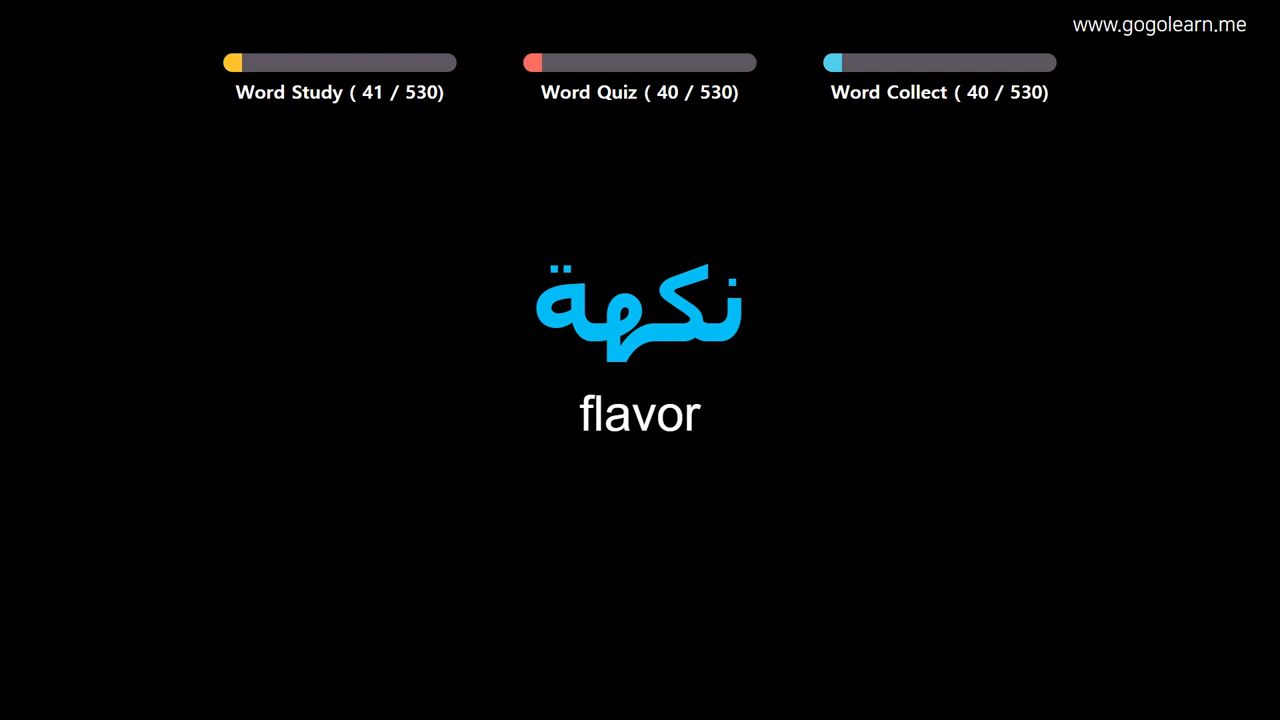 www.gogolearn.me
Word Study ( 41 / 530)
Word Quiz ( 40 / 530)
Word Collect ( 40 / 530)
نكهة
flavor